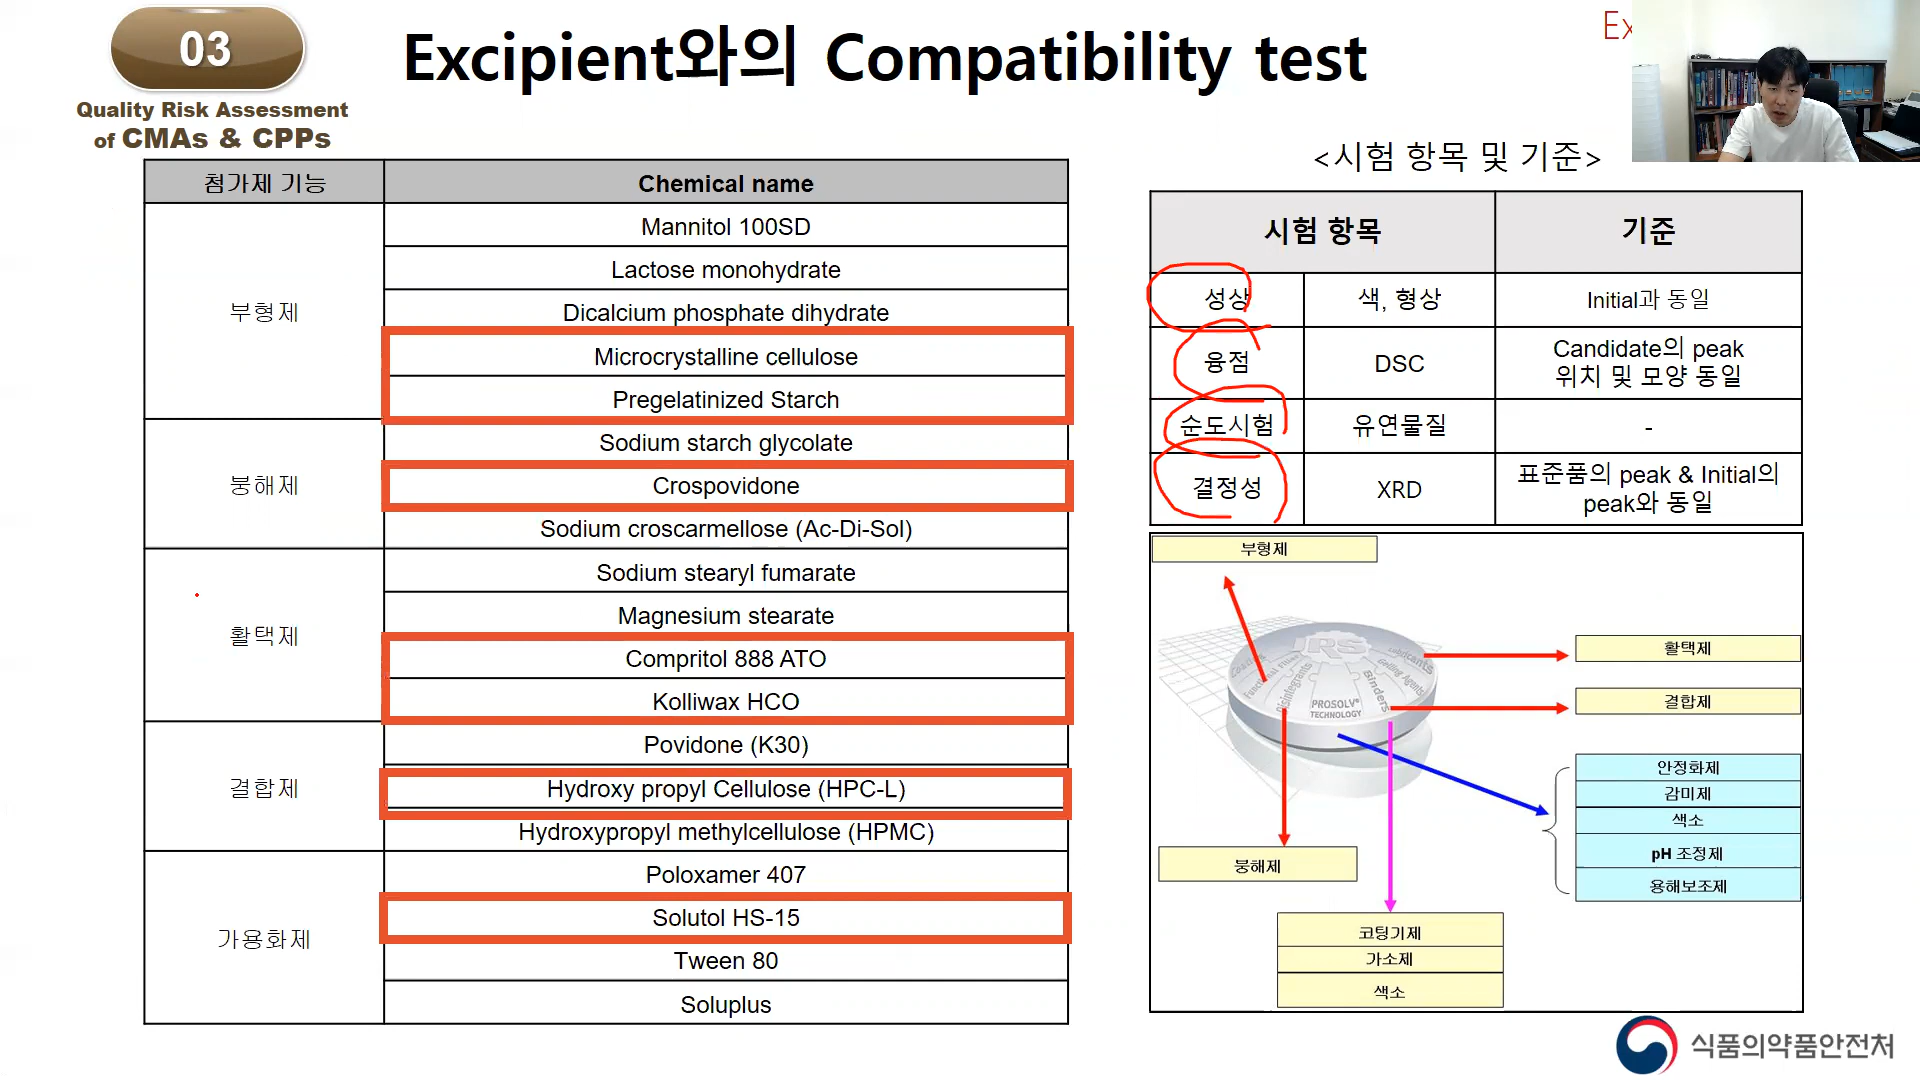 03
Quality Risk Assessment
of CMAs & CPPs
Excipient와의 Compatibility test
Ex
첨가제 기능
Chemical name
부형제
Mannitol 100SD
Lactose monohydrate
Dicalcium phosphate dihydrate
Microcrystalline cellulose
Pregelatinized Starch
붕해제
Sodium starch glycolate
Crospovidone
Sodium croscarmellose (Ac-Di-Sol)
활택제
Sodium stearyl fumarate
Magnesium stearate
Compritol 888 ATO
Kolliwax HCO
결합제
Povidone (K30)
Hydroxy propyl Cellulose (HPC-L)
Hydroxypropyl methylcellulose (HPMC)
가용화제
Poloxamer 407
Solutol HS-15
Tween 80
Soluplus
<시험 항목 및 기준>
시험 항목
기준
성상
색, 형상
Initial과 동일
융점
DSC
Candidate의 peak
위치 및 모양 동일
순도시험
유연물질
-
결정성
XRD
표준품의 peak & Initial의
peak와 동일
부형제
JRS
Lubricants
Gelling Agents
Binders
Disintegrants
PROSOLV®
TECHNOLOGY
활택제
결합제
안정화제
감미제
색소
pH 조정제
용해보조제
붕해제
코팅기제
가소제
색소
식품의약품안전처